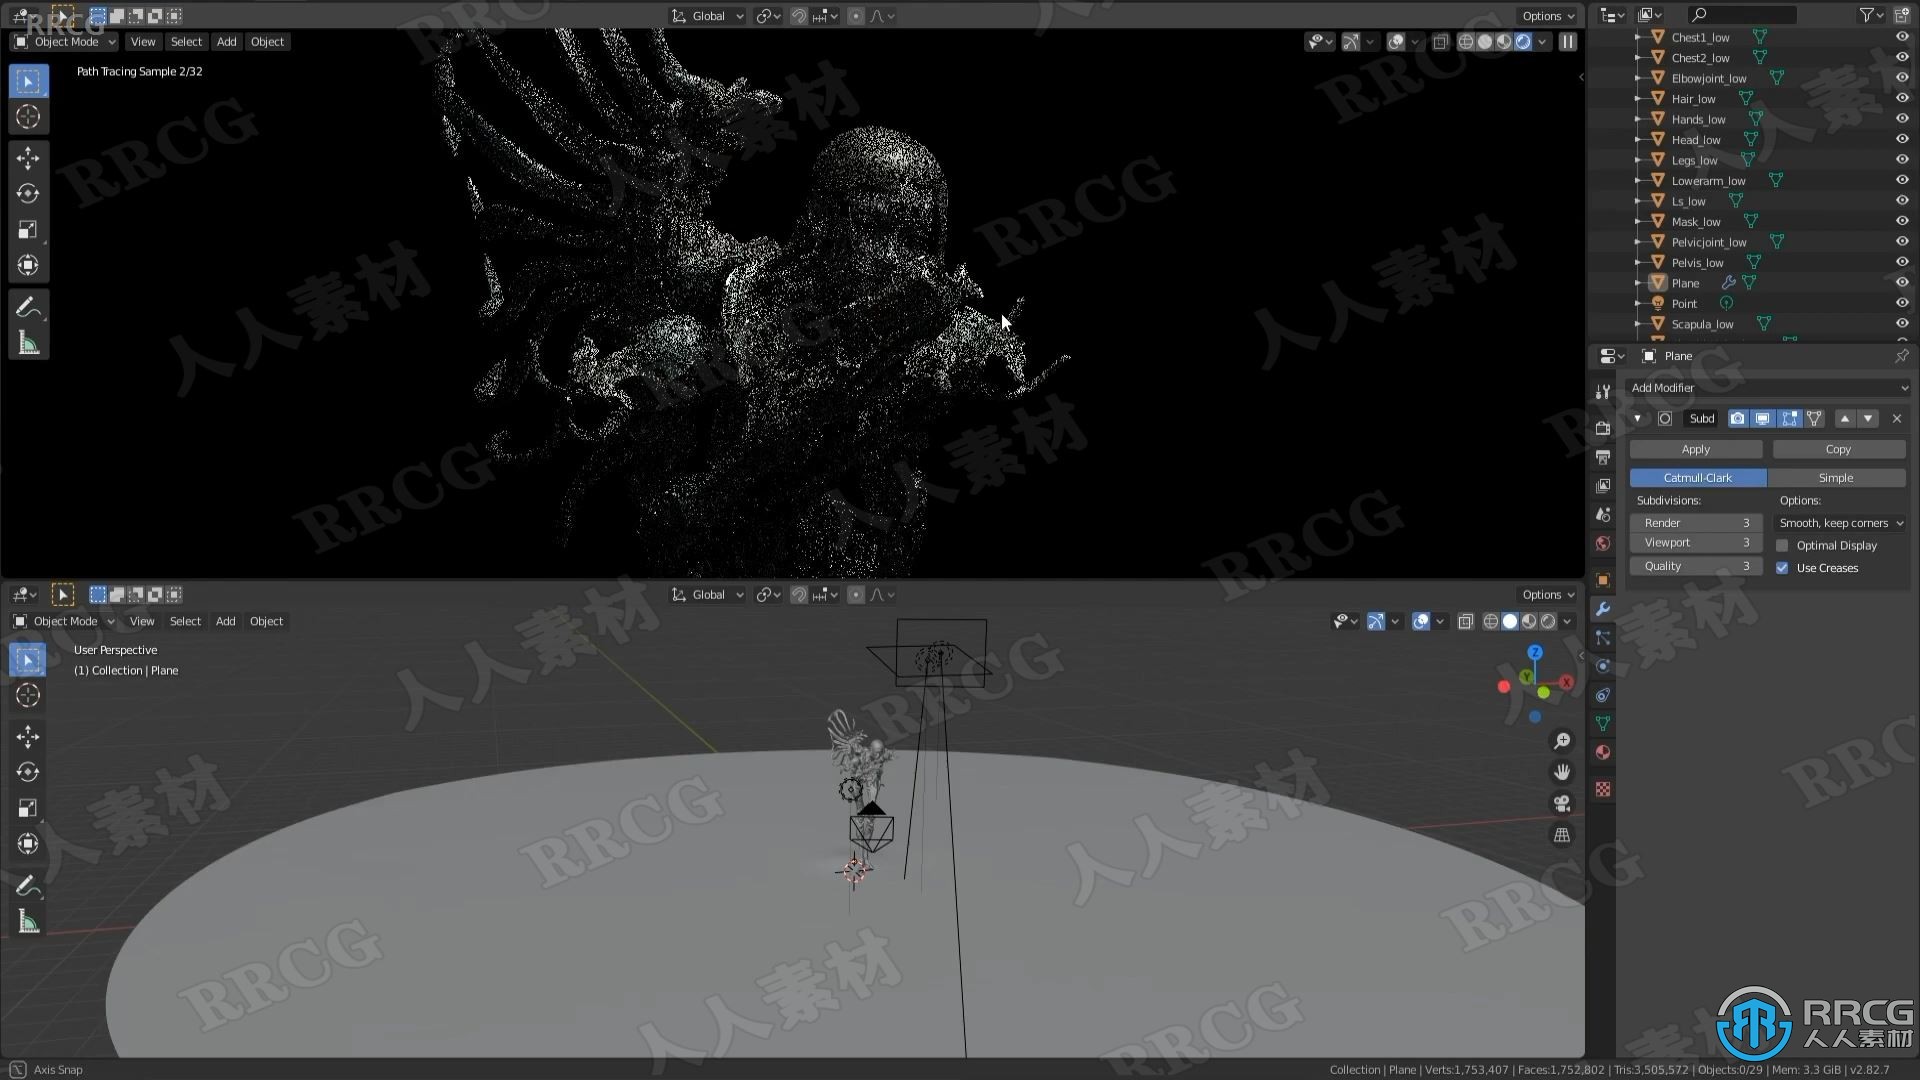 RRCG
Global
Options
Object Mode
View
Select
Add
Object
Path Tracing Sample 2/32
Chest1_low
Chest2_low
Elbowjoint_low
Hair_low
Hands_low
Head_low
Legs_low
Lowerarm_low
Ls_low
Mask_low
Pelvicjoint_low
Pelvis_low
Plane
Point
Scapula_low
Plane
Add Modifier
Subd
Apply
Copy
Catmull-Clark
Simple
Subdivisions:
Options:
Render 3
Smooth, keep corners
Viewport 3
Optimal Display
Quality 3
Use Creases
Global
Options
Object Mode
View
Select
Add
Object
User Perspective
(1) Collection | Plane
Z
Y
X
RRCG
人人素材
Axis Snap
Collection | Plane | Verts:1,753,407 | Faces:1,752,802 | Tris:3,505,572 | Objects:0/29 | Mem: 3.3 GiB | v2.82.7